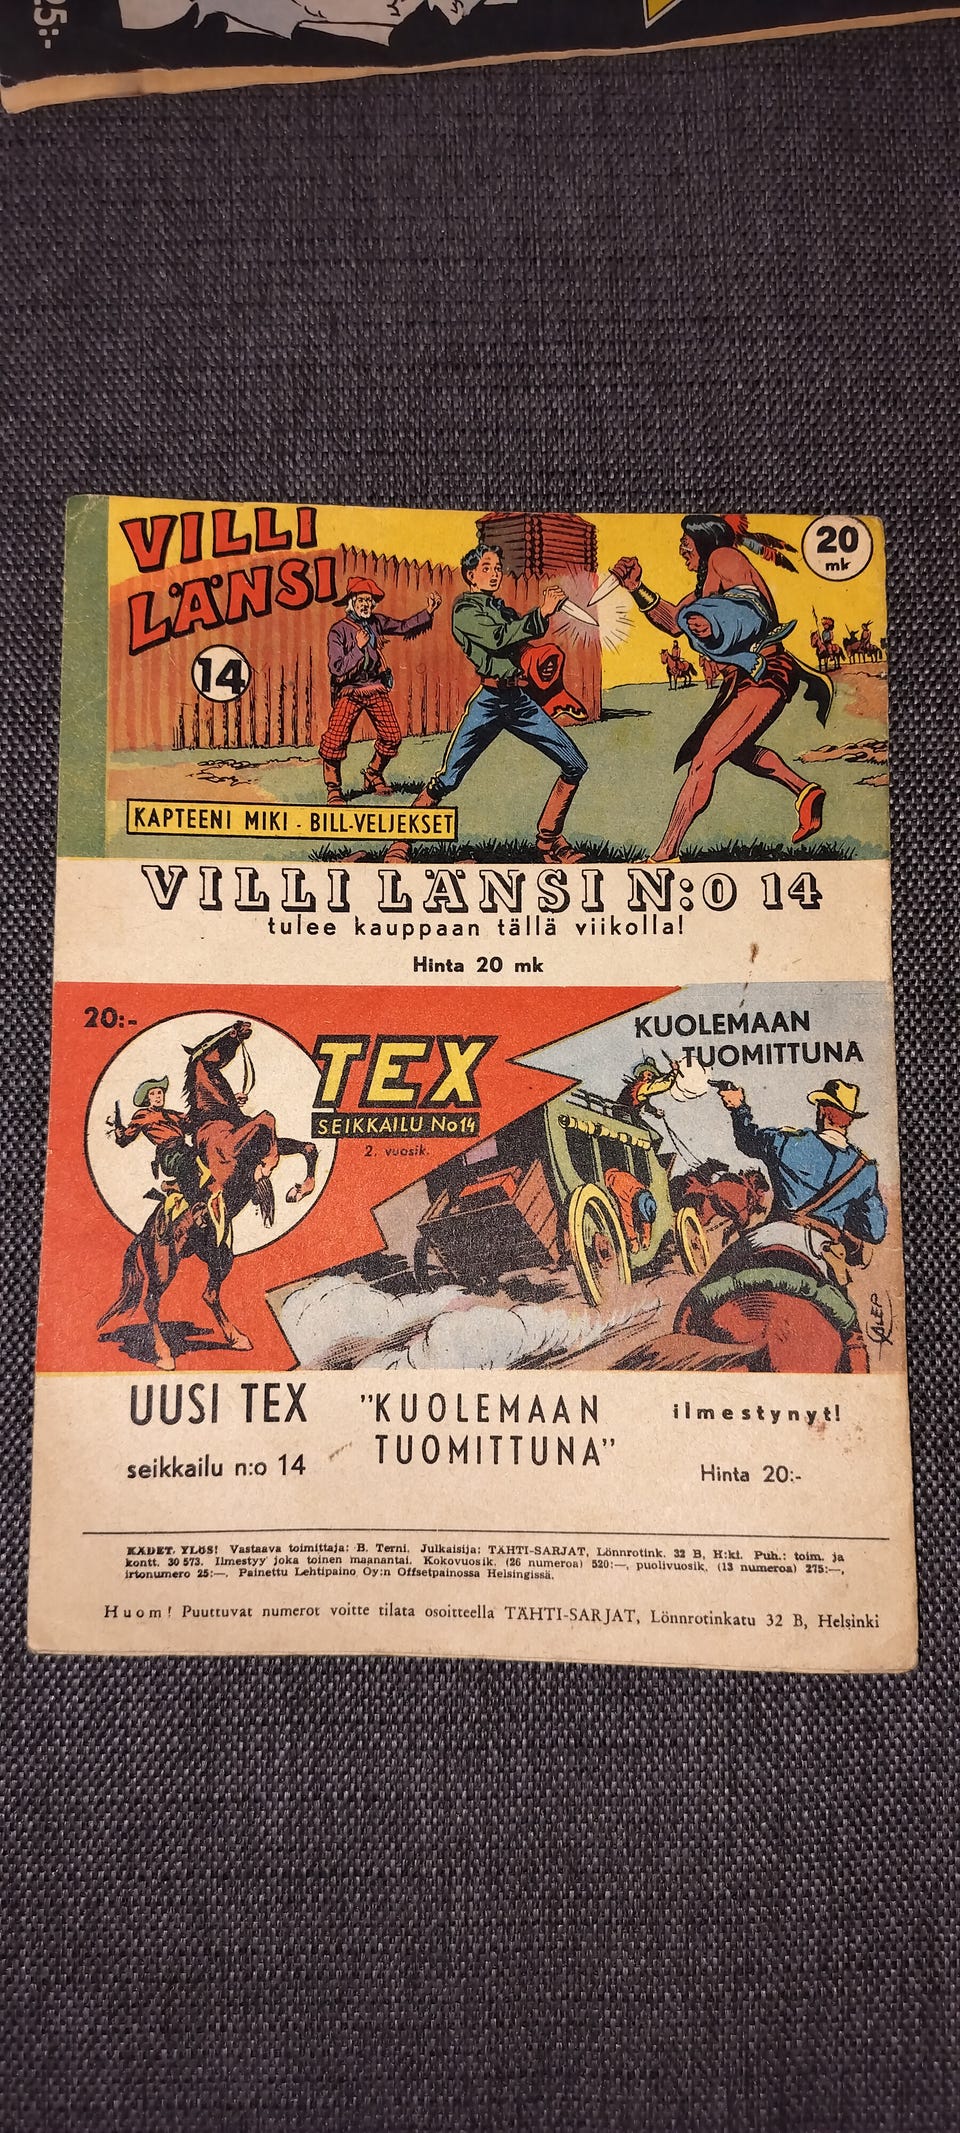 25:-
VILLI
LÄNSI
20
mk
14
KAPTEENI MIKI - BILL-VELJEKSET
VILLI LÄNSI N:O 14
tulee kauppaan tällä viikolla!
Hinta 20 mk
20:-
TEX
SEIKKAILU No14
2. vuosik.
KUOLEMAAN
TUOMITTUNA
GALEP
UUSI TEX
seikkailu n:o 14
"KUOLEMAAN
TUOMITTUNA"
ilmestynyt!
Hinta 20:-
KÄDET YLÖS! Vastaava toimittaja: B. Terni. Julkaisija: TÄHTI-SARJAT, Lönnrotink. 32 B, H:ki. Puh.: toim. ja
kontt. 30 573. Ilmestyy joka toinen maanantai. Kokovuosik. (26 numeroa) 520:—, puolivuosik. (13 numeroa) 275:—,
irtonumero 25:—. Painettu Lehtipaino Oy:n Offsetpainossa Helsingissä.
Huom! Puuttuvat numerot voitte tilata osoitteella TÄHTI-SARJAT, Lönnrotinkatu 32 B, Helsinki